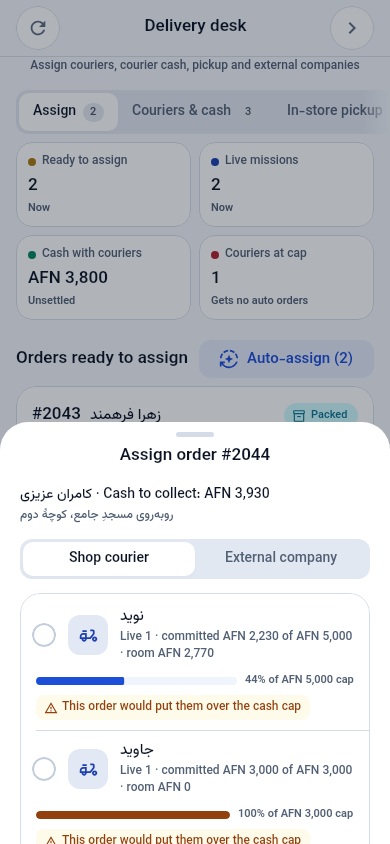 Delivery desk
Assign couriers, courier cash, pickup and external companies
Assign 2
Couriers & cash 3
In-store pickup
Ready to assign
2
Now
Live missions
2
Now
Cash with couriers
AFN 3,800
Unsettled
Couriers at cap
1
Gets no auto orders
Orders ready to assign
Auto-assign (2)
#2043 زهرا فرهمند
Packed
Assign order #2044
کامران عزیزی · Cash to collect: AFN 3,930
روبه‌روی مسجدِ جامع، کوچهٔ دوم
Shop courier
External company
نوید
Live 1 · committed AFN 2,230 of AFN 5,000
· room AFN 2,770
44% of AFN 5,000 cap
This order would put them over the cash cap
جاوید
Live 1 · committed AFN 3,000 of AFN 3,000
· room AFN 0
100% of AFN 3,000 cap
This order would put them over the cash cap